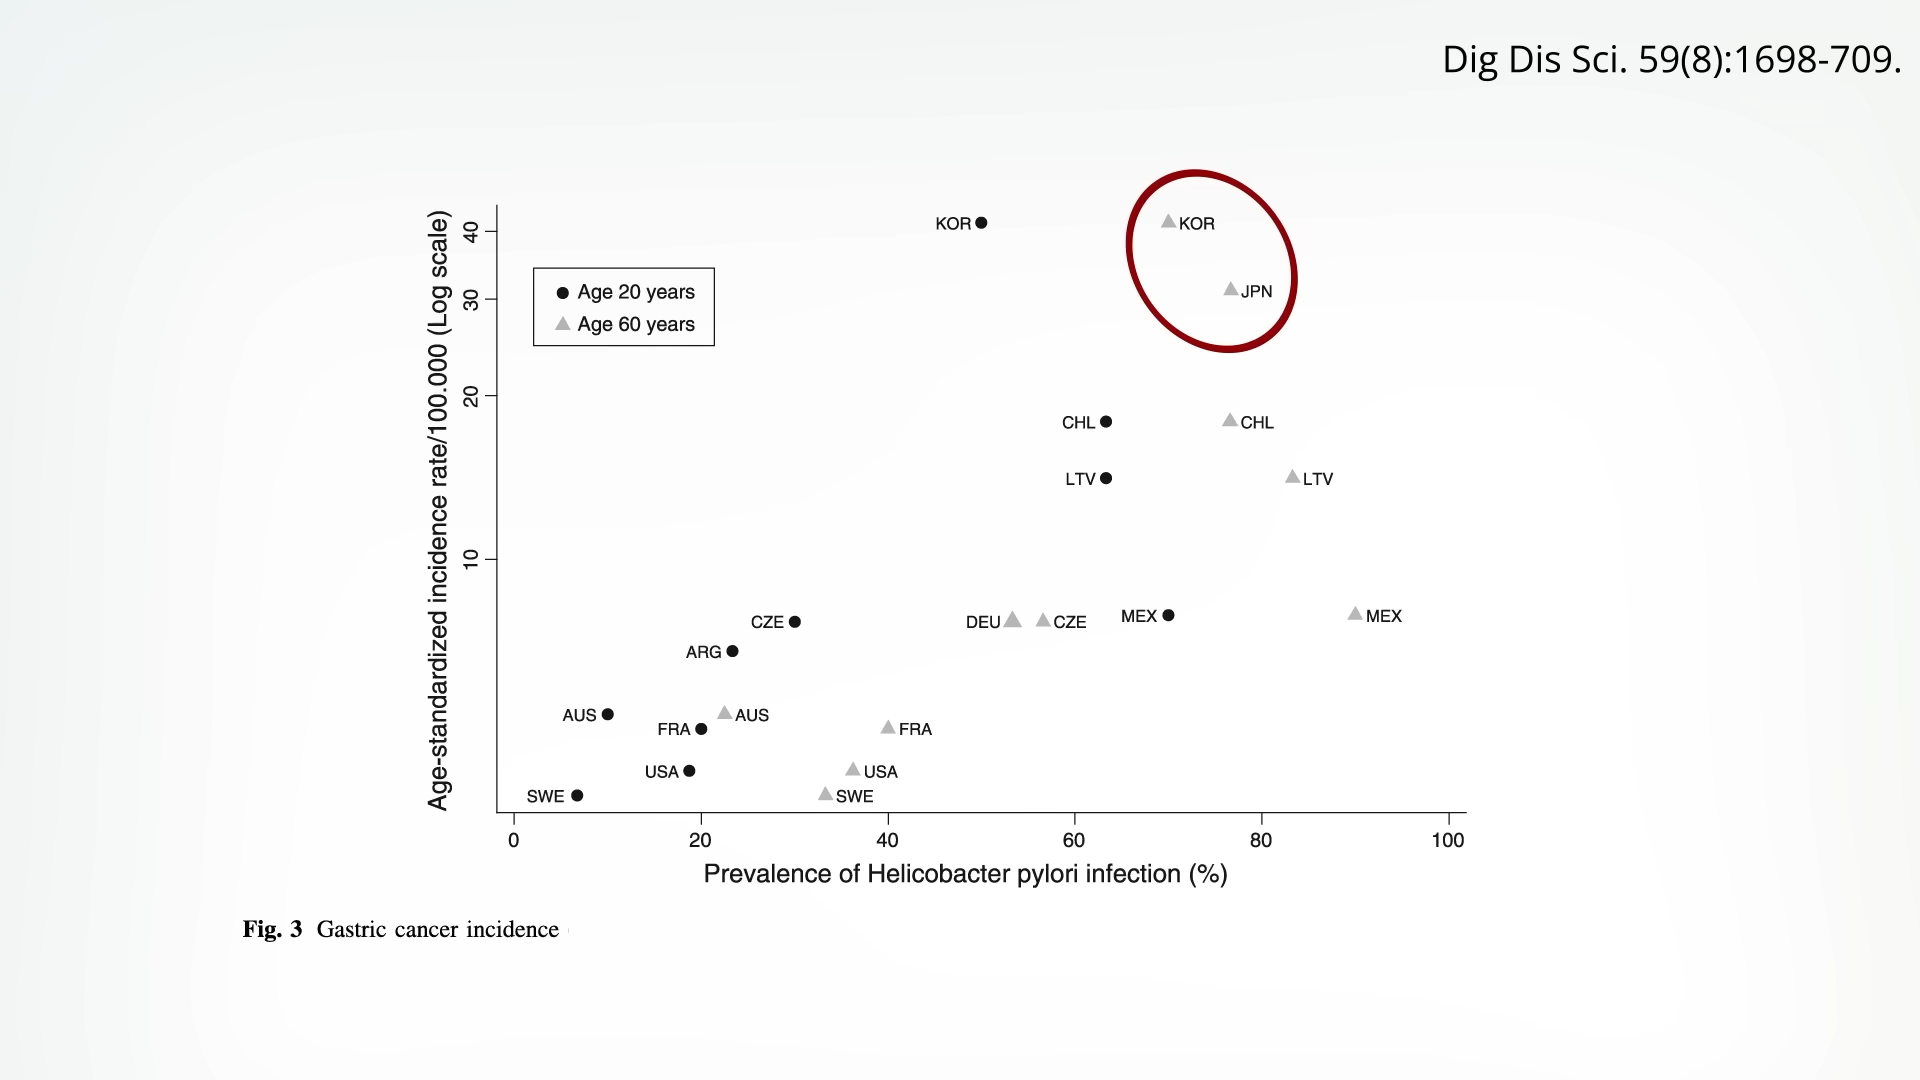 Dig Dis Sci. 59(8):1698-709.
Age-standardized incidence rate/100.000 (Log scale)
40
30
20
10
Age 20 years
Age 60 years
KOR
KOR
JPN
CHL
CHL
LTV
LTV
CZE
DEU
CZE
MEX
MEX
ARG
AUS
AUS
FRA
FRA
USA
USA
SWE
SWE
0
20
40
60
80
100
Prevalence of Helicobacter pylori infection (%)
Fig. 3 Gastric cancer incidence